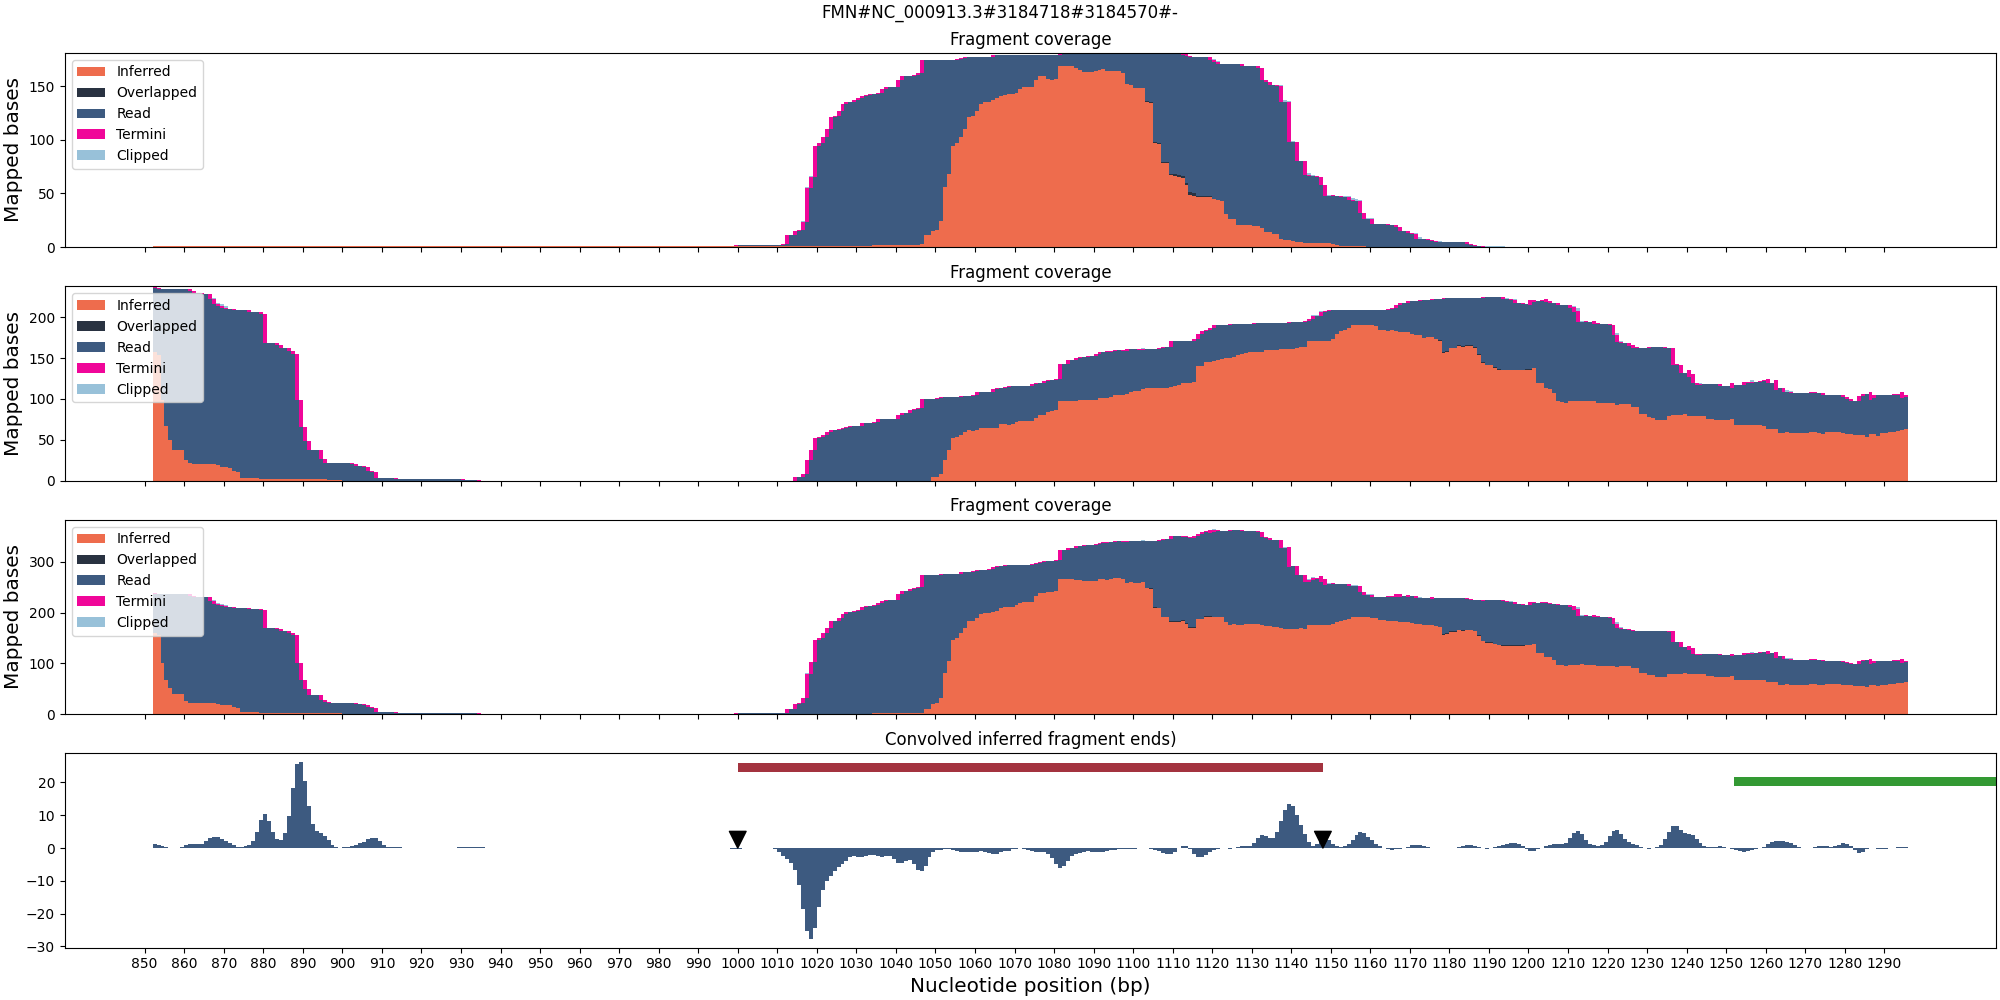 FMN#NC_000913.3#3184718#3184570#-
Fragment coverage
Mapped bases
150
100
50
0
Inferred
Overlapped
Read
Termini
Clipped
Fragment coverage
Mapped bases
200
150
100
50
0
Inferred
Overlapped
Read
Termini
Clipped
Fragment coverage
Mapped bases
300
200
100
0
Inferred
Overlapped
Read
Termini
Clipped
Convolved inferred fragment ends)
20
10
0
−10
−20
−30
850 860 870 880 890 900 910 920 930 940 950 960 970 980 990 1000 1010 1020 1030 1040 1050 1060 1070 1080 1090 1100 1110 1120 1130 1140 1150 1160 1170 1180 1190 1200 1210 1220 1230 1240 1250 1260 1270 1280 1290
Nucleotide position (bp)